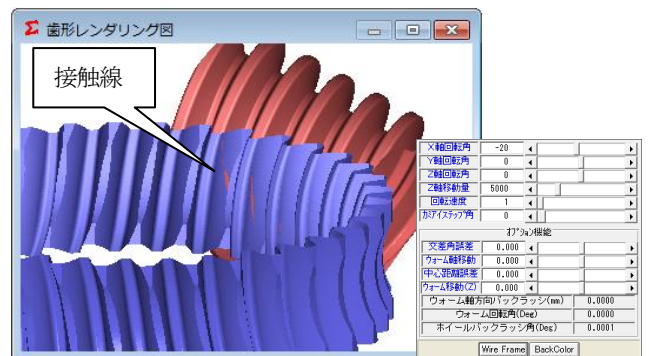 Σ 歯形レンダリング図
接触線
X軸回転角 -20
Y軸回転角 0
Z軸回転角 0
Z軸移動量 5000
回転速度 1
カミアイステップ角 0
オプション機能
交差角誤差 0.000
ウォーム軸移動 0.000
中心距離誤差 0.000
ウォーム移動(Z) 0.000
ウォーム軸方向バックラッシ(mm) 0.0000
ウォーム回転角(Deg) 0.0000
ホイールバックラッシ角(Deg) 0.0001
Wire Frame BackColor